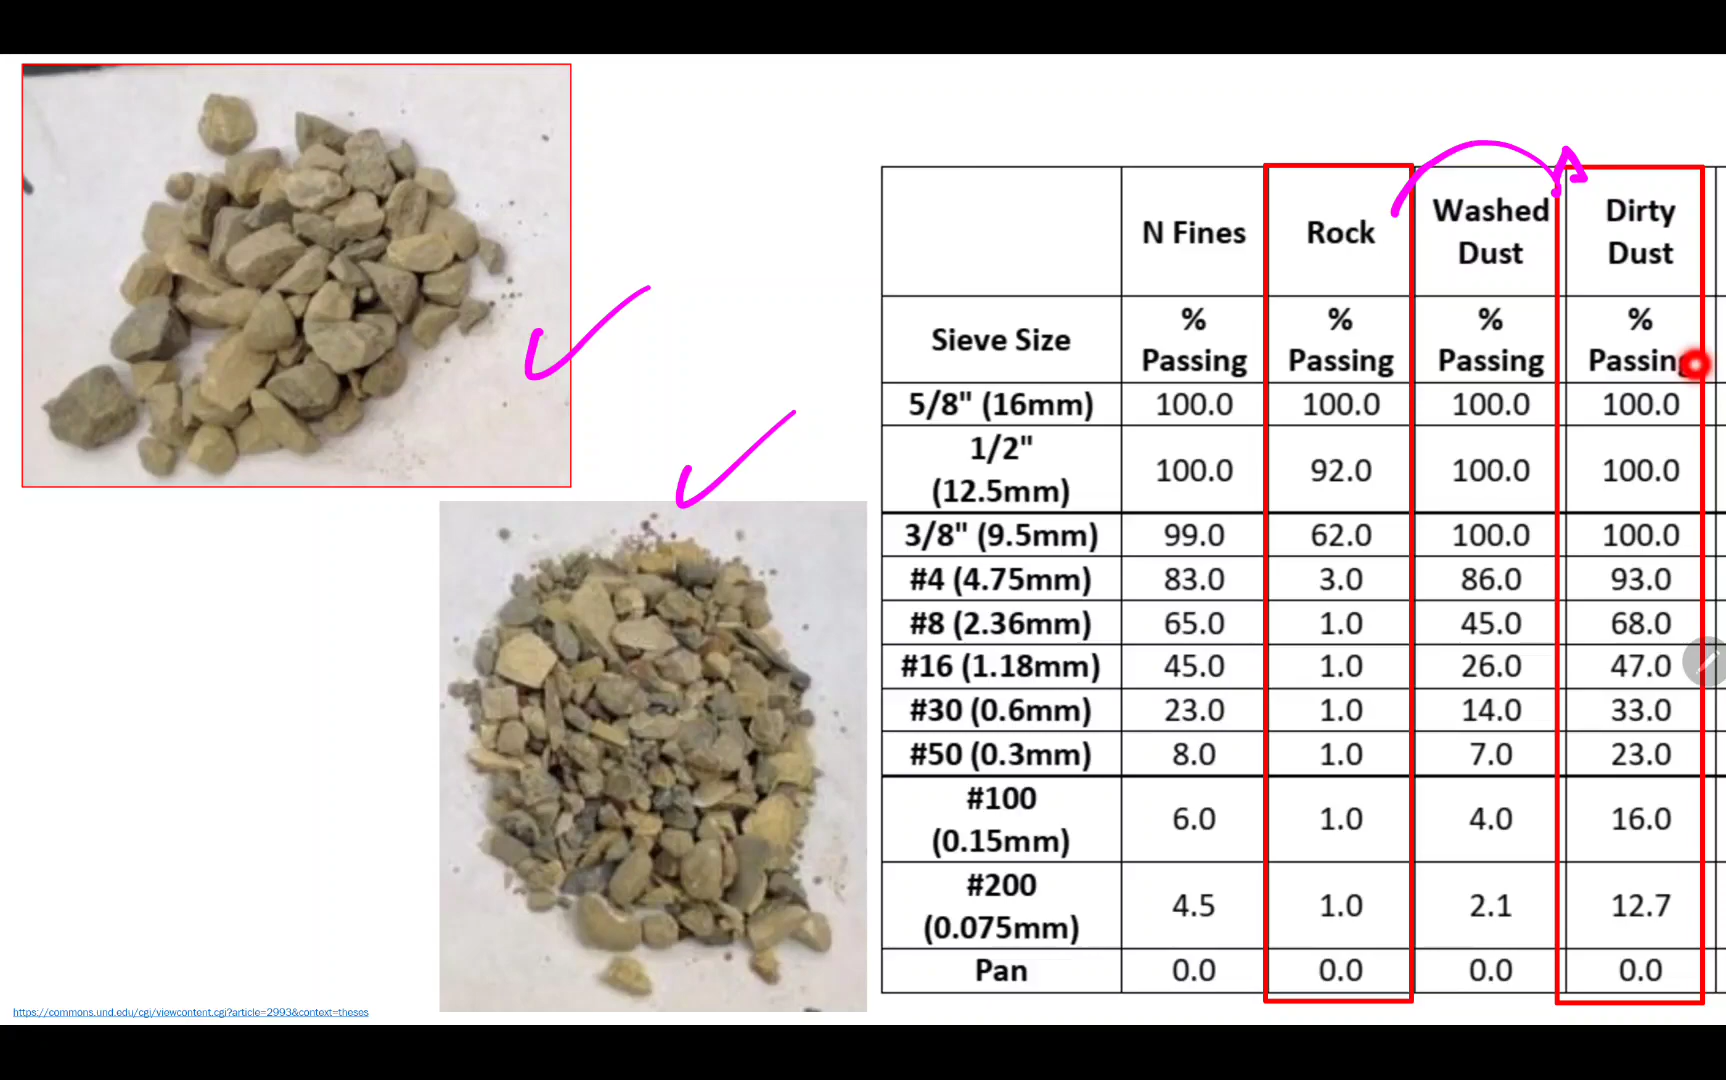 N Fines Rock Washed Dust Dirty Dust
Sieve Size % Passing % Passing % Passing % Passing
5/8" (16mm) 100.0 100.0 100.0 100.0
1/2" (12.5mm) 100.0 92.0 100.0 100.0
3/8" (9.5mm) 99.0 62.0 100.0 100.0
#4 (4.75mm) 83.0 3.0 86.0 93.0
#8 (2.36mm) 65.0 1.0 45.0 68.0
#16 (1.18mm) 45.0 1.0 26.0 47.0
#30 (0.6mm) 23.0 1.0 14.0 33.0
#50 (0.3mm) 8.0 1.0 7.0 23.0
#100 (0.15mm) 6.0 1.0 4.0 16.0
#200 (0.075mm) 4.5 1.0 2.1 12.7
Pan 0.0 0.0 0.0 0.0
https://commons.und.edu/cgi/viewcontent.cgi?article=2993&context=theses